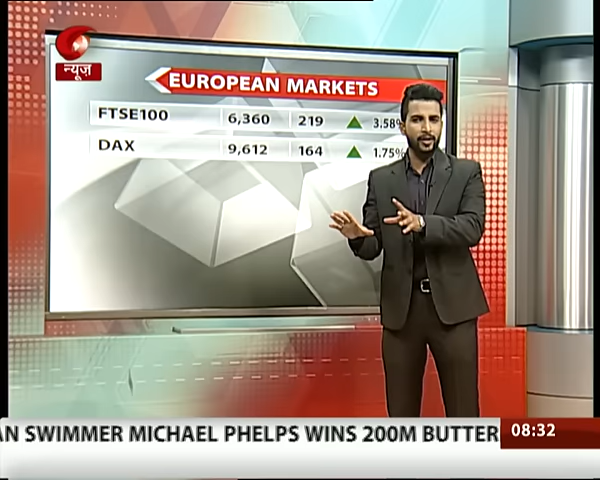 न्यूज़
EUROPEAN MARKETS
FTSE100 6,360 219 3.58%
DAX 9,612 164 1.75%
AN SWIMMER MICHAEL PHELPS WINS 200M BUTTER
08:32